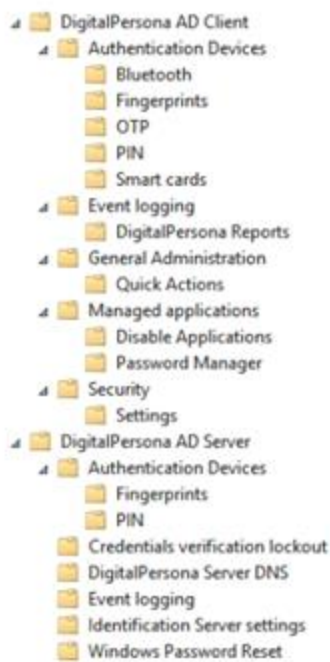 DigitalPersona AD Client
Authentication Devices
Bluetooth
Fingerprints
OTP
PIN
Smart cards
Event logging
DigitalPersona Reports
General Administration
Quick Actions
Managed applications
Disable Applications
Password Manager
Security
Settings
DigitalPersona AD Server
Authentication Devices
Fingerprints
PIN
Credentials verification lockout
DigitalPersona Server DNS
Event logging
Identification Server settings
Windows Password Reset